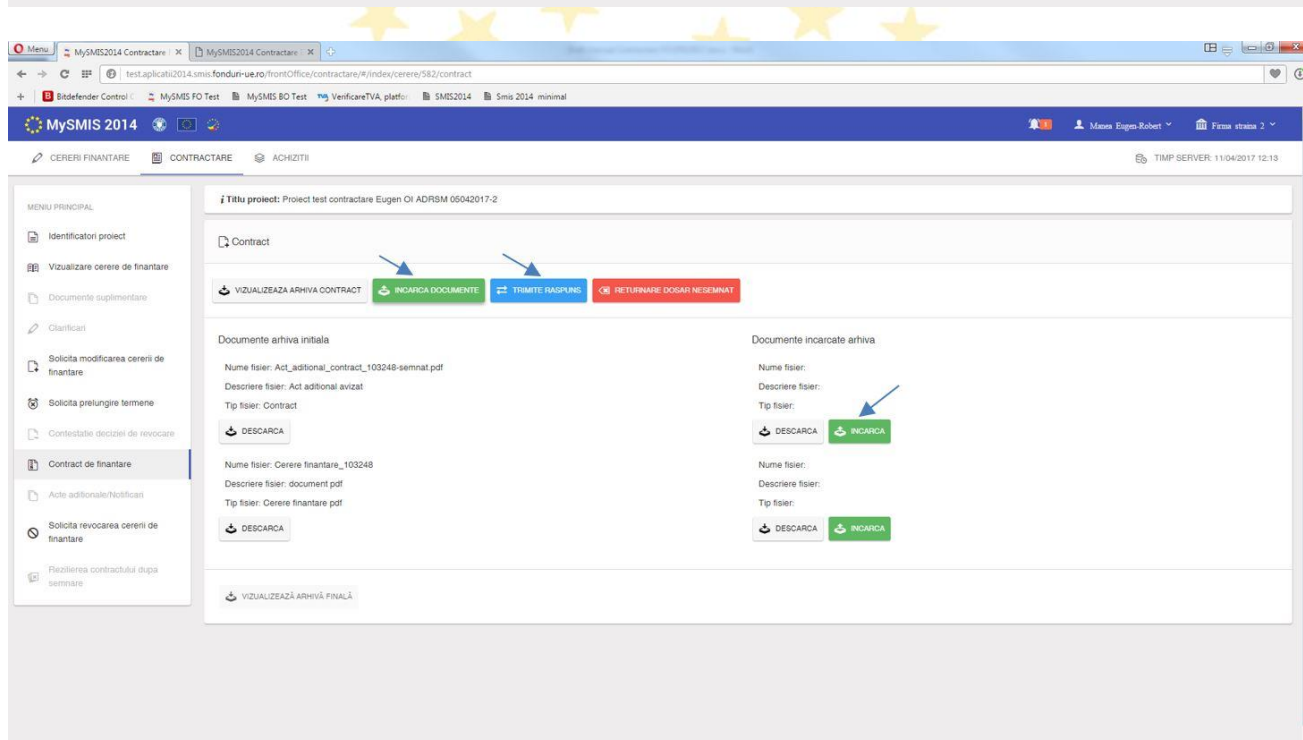 Menu
MySMIS2014 Contractare
MySMIS2014 Contractare
test.aplicatii2014.smis.fonduri-ue.ro/frontOffice/contractare/#/index/cerere/582/contract
Bitdefender Control C
MySMIS FO Test
MySMIS BO Test
VerificareTVA, platfor
SMIS2014
Smis 2014 minimal
MySMIS 2014
Manea Eugen-Robert
Firma straina 2
CERERI FINANTARE
CONTRACTARE
ACHIZITII
TIMP SERVER: 11/04/2017 12:13
MENIU PRINCIPAL
Identificatori proiect
Vizualizare cerere de finantare
Documente suplimentare
Clarificari
Solicita modificarea cererii de
finantare
Solicita prelungire termene
Contestatie deciziei de revocare
Contract de finantare
Acte aditionale/Notificari
Solicita revocarea cererii de
finantare
Rezilierea contractului dupa
semnare
i Titlu proiect: Proiect test contractare Eugen OI ADRSM 05042017-2
Contract
VIZUALIZEAZA ARHIVA CONTRACT
INCARCA DOCUMENTE
TRIMITE RASPUNS
RETURNARE DOSAR NESEMNAT
Documente arhiva initiala
Nume fisier: Act_aditional_contract_103248-semnat.pdf
Descriere fisier: Act aditional avizat
Tip fisier: Contract
DESCARCA
Nume fisier: Cerere finantare_103248
Descriere fisier: document pdf
Tip fisier: Cerere finantare pdf
DESCARCA
Documente incarcate arhiva
Nume fisier:
Descriere fisier:
Tip fisier:
DESCARCA
INCARCA
Nume fisier:
Descriere fisier:
Tip fisier:
DESCARCA
INCARCA
VIZUALIZEAZĂ ARHIVĂ FINALĂ